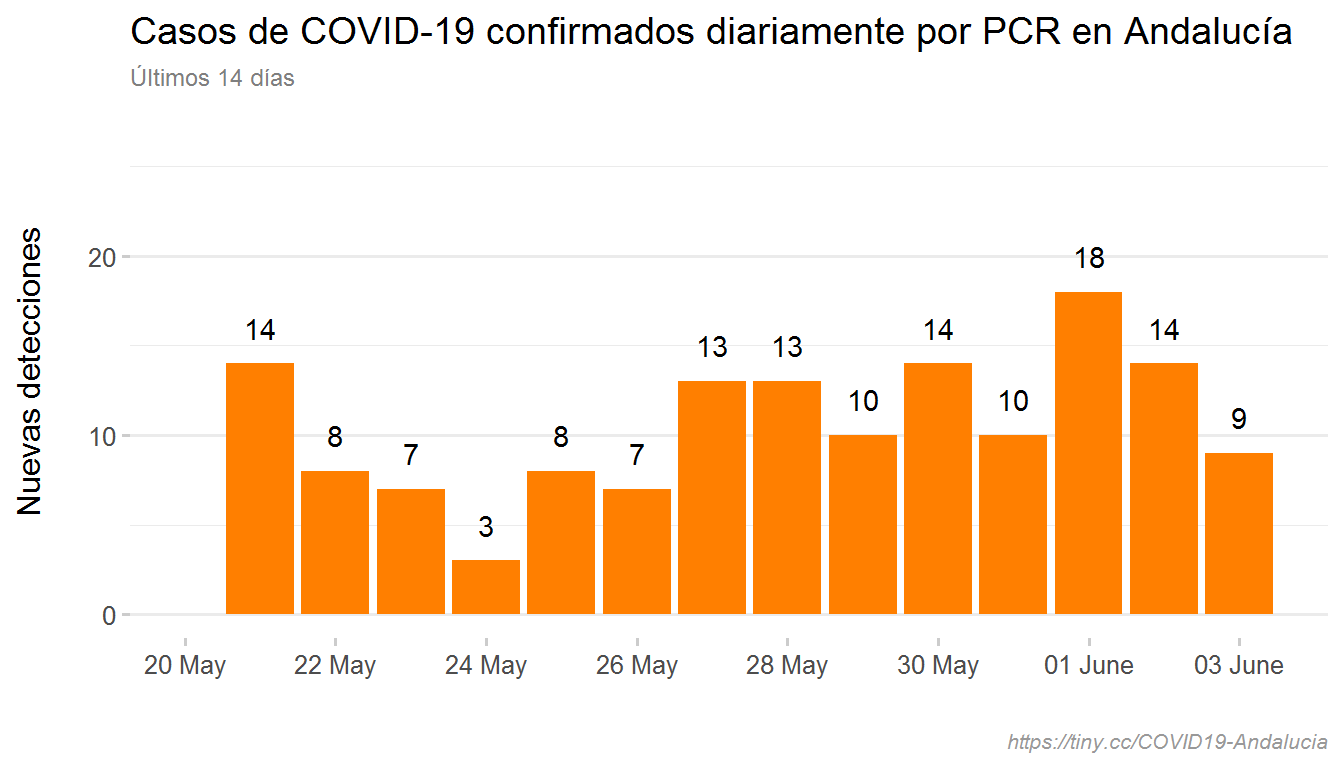 Casos de COVID-19 confirmados diariamente por PCR en Andalucía
Últimos 14 días
Nuevas detecciones
20
10
0
14
8
7
3
8
7
13
13
10
14
10
18
14
9
20 May
22 May
24 May
26 May
28 May
30 May
01 June
03 June
https://tiny.cc/COVID19-Andalucia